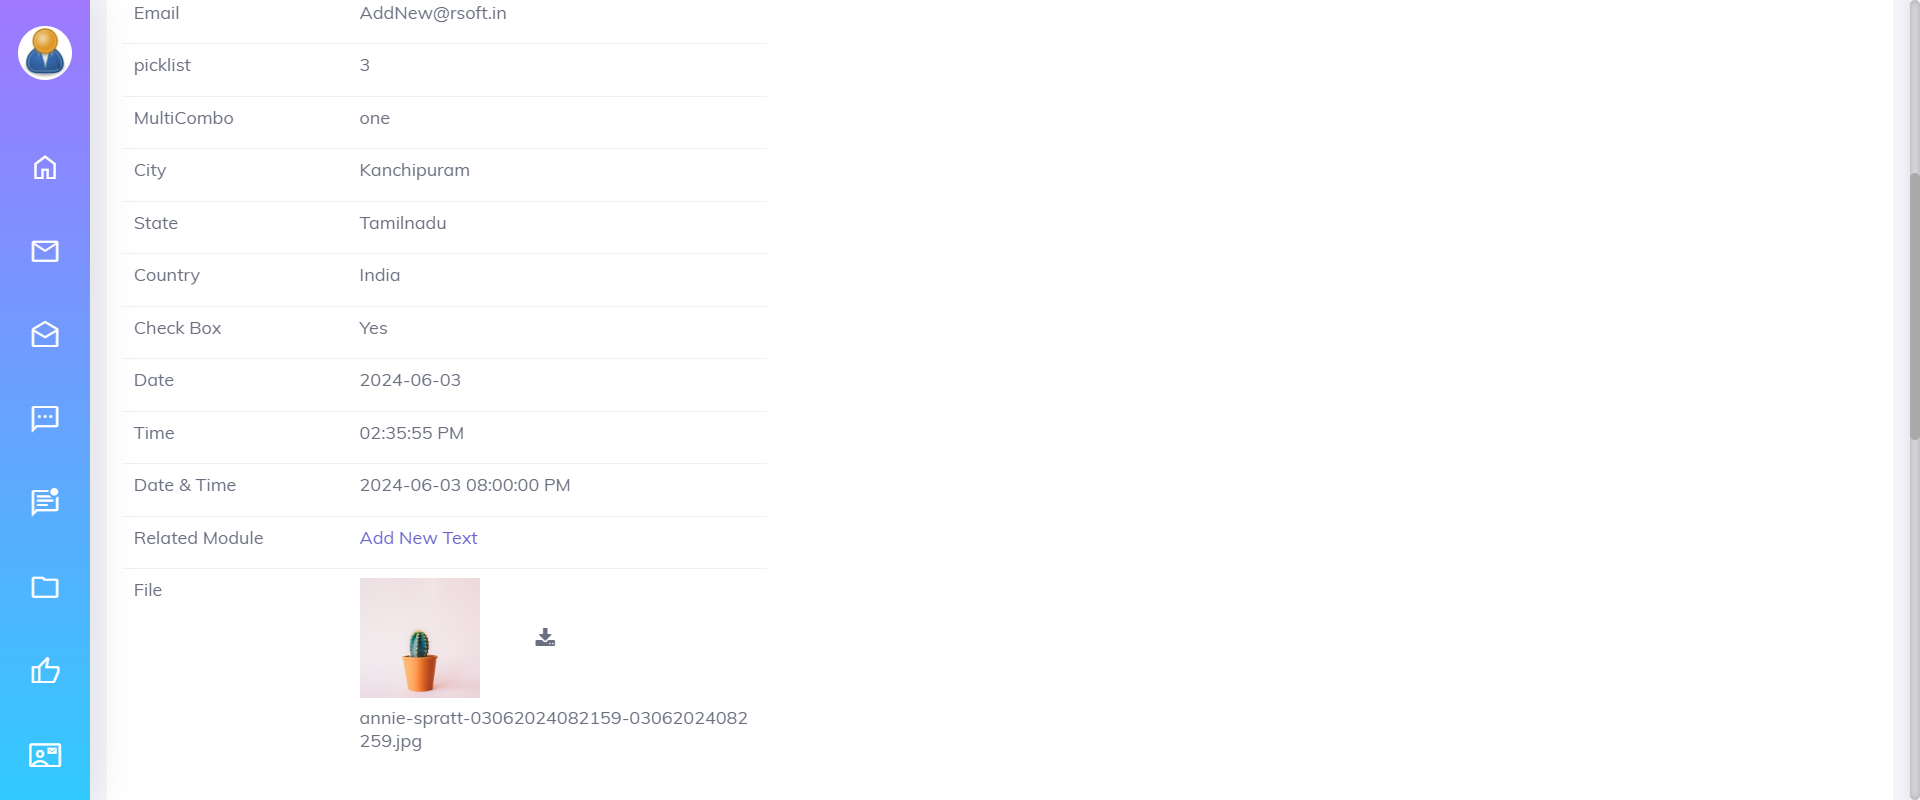 Email AddNew@rsoft.in
picklist 3
MultiCombo one
City Kanchipuram
State Tamilnadu
Country India
Check Box Yes
Date 2024-06-03
Time 02:35:55 PM
Date & Time 2024-06-03 08:00:00 PM
Related Module Add New Text
File
annie-spratt-03062024082159-03062024082
259.jpg